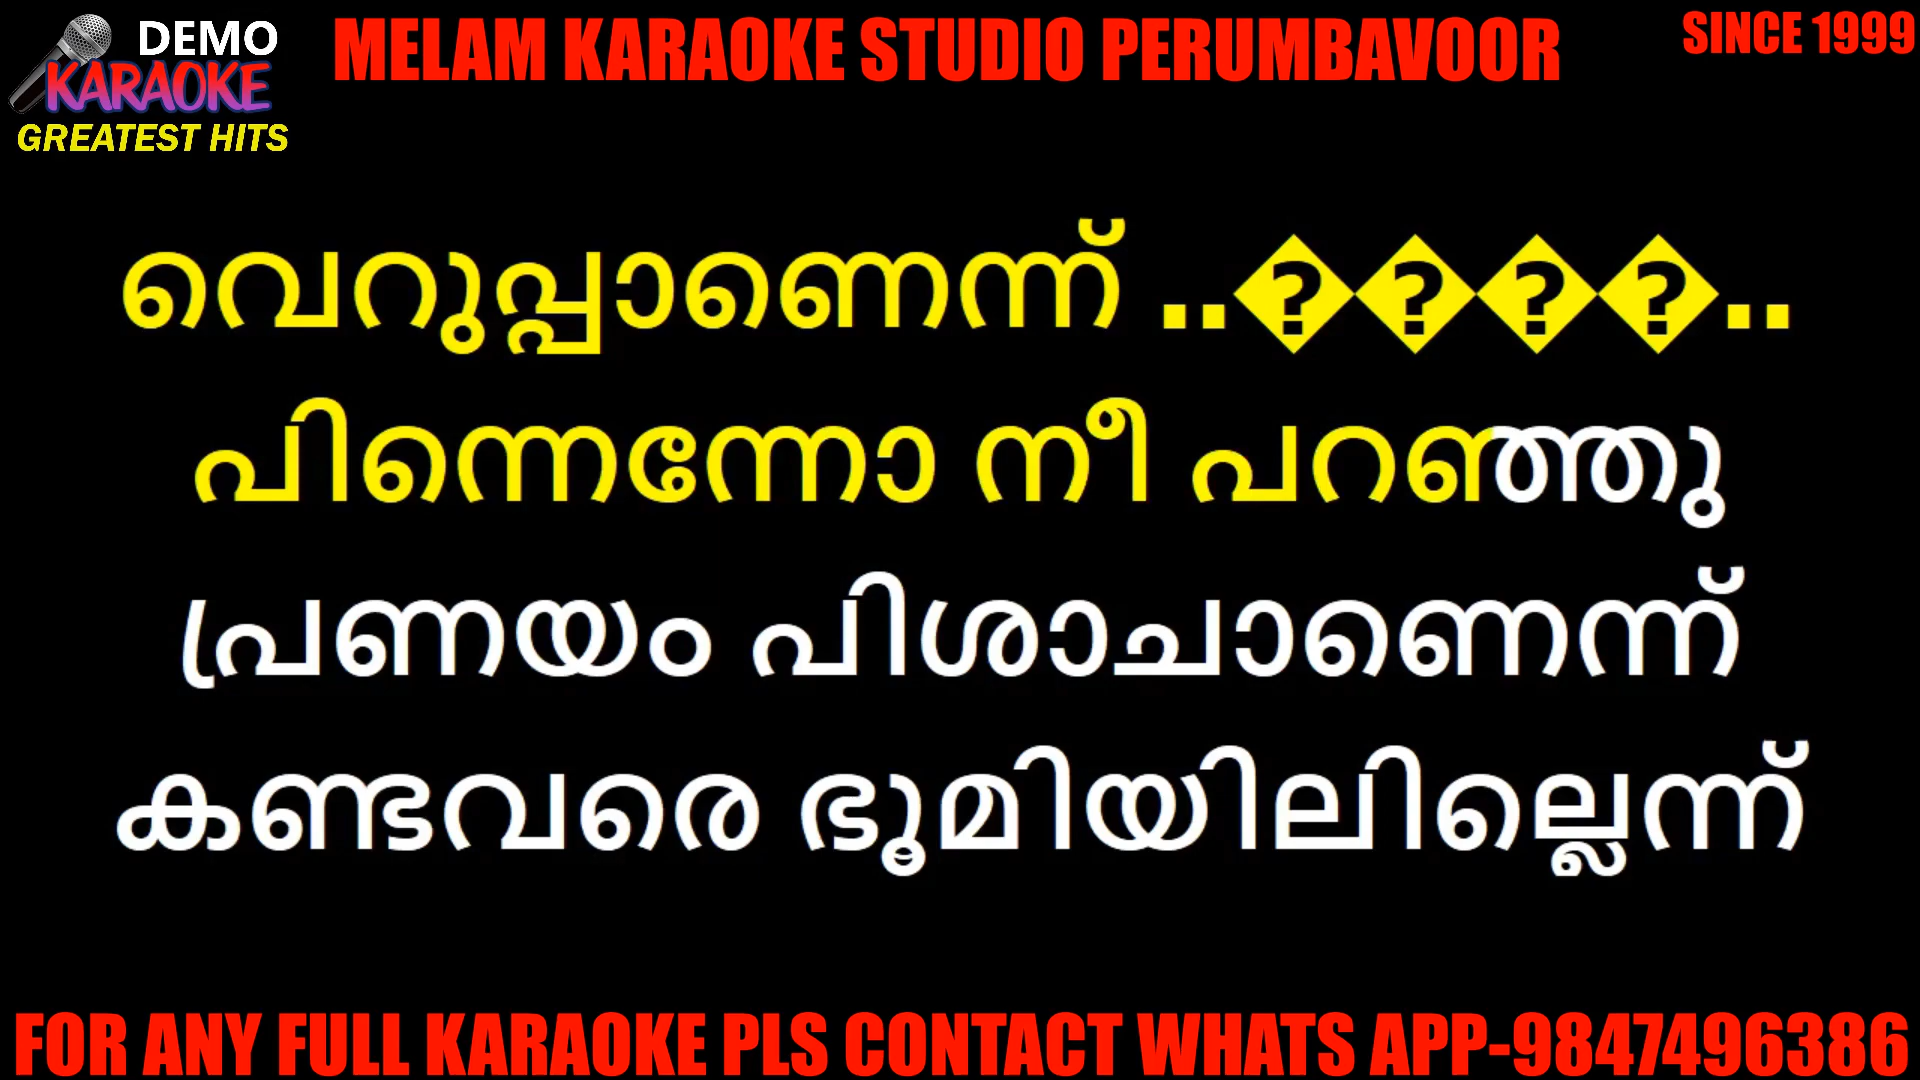 DEMO
KARAOKE
GREATEST HITS
MELAM KARAOKE STUDIO PERUMBAVOOR
SINCE 1999
വെറുപ്പാണെന്ന് ..����..
പിന്നെന്നോ നീ പറഞ്ഞു
പ്രണയം പിശാചാണെന്ന്
കണ്ടവരെ ഭൂമിയിലില്ലെന്ന്
FOR ANY FULL KARAOKE PLS CONTACT WHATS APP-9847496386